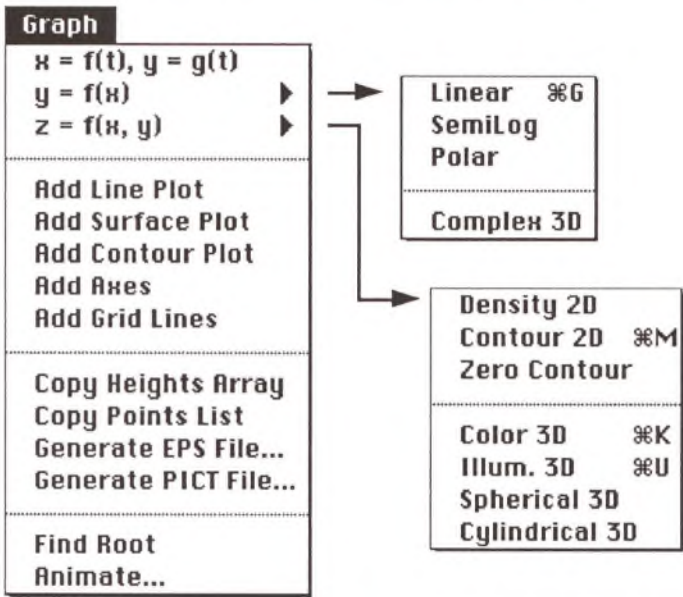 Graph
x = f(t), y = g(t)
y = f(x)
z = f(x, y)
Add Line Plot
Add Surface Plot
Add Contour Plot
Add Axes
Add Grid Lines
Copy Heights Array
Copy Points List
Generate EPS File...
Generate PICT File...
Find Root
Animate...
Linear ⌘G
SemiLog
Polar
Complex 3D
Density 2D
Contour 2D ⌘M
Zero Contour
Color 3D ⌘K
Illum. 3D ⌘U
Spherical 3D
Cylindrical 3D